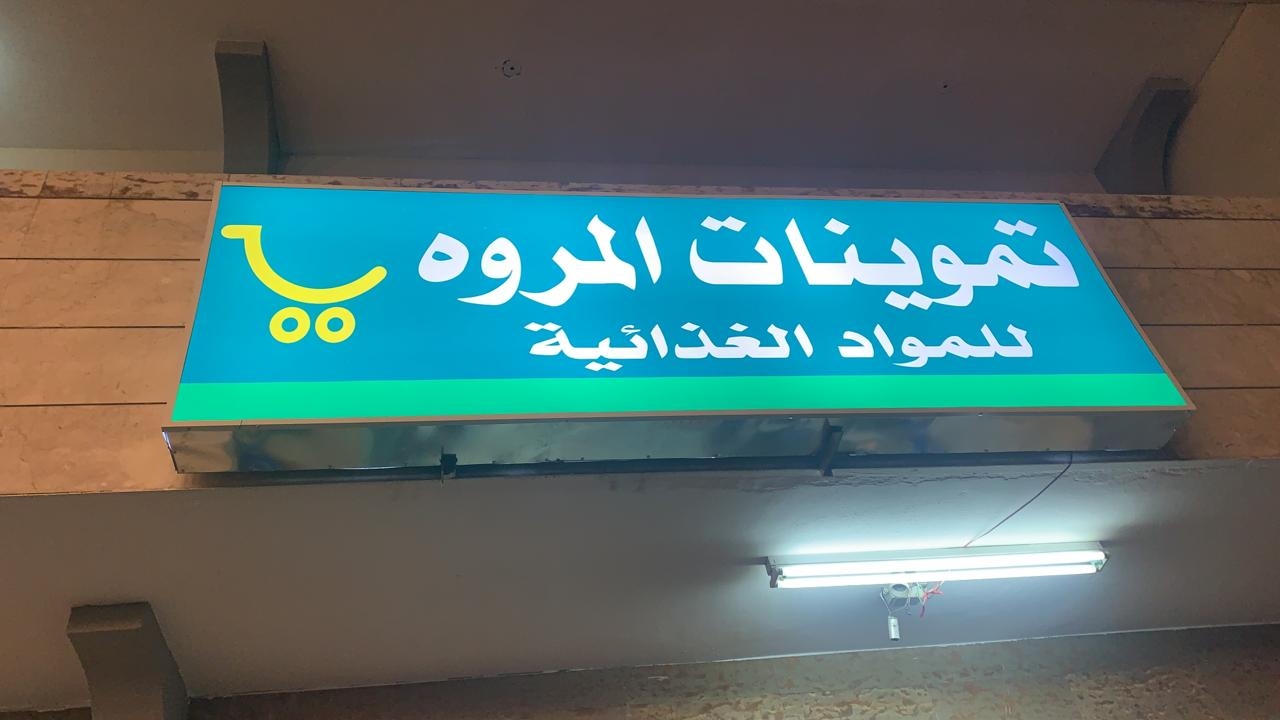 تموينات المروه
للمواد الغذائية